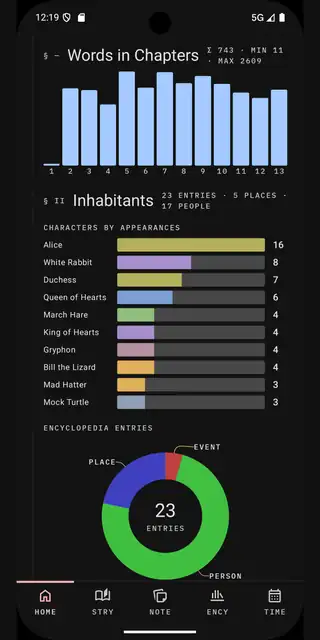 12:19
5G
§ — Words in Chapters Σ 743 · MIN 11
· MAX 2609
1 2 3 4 5 6 7 8 9 10 11 12 13
§ II Inhabitants 23 ENTRIES · 5 PLACES ·
17 PEOPLE
CHARACTERS BY APPEARANCES
Alice 16
White Rabbit 8
Duchess 7
Queen of Hearts 6
March Hare 4
King of Hearts 4
Gryphon 4
Bill the Lizard 4
Mad Hatter 3
Mock Turtle 3
ENCYCLOPEDIA ENTRIES
EVENT
PLACE
23
ENTRIES
PERSON
HOME STRY NOTE ENCY TIME